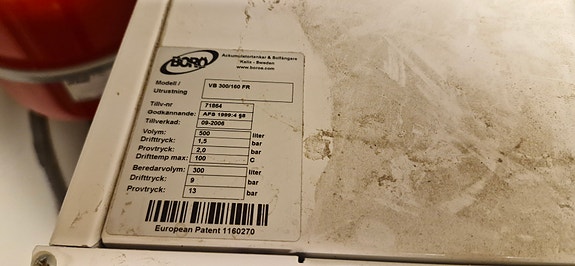 BORÖ
Ackumulatortankar & Solfångare
Kalix - Sweden
www.boroe.com
Modell / Utrustning
VB 300/160 FR
Tillv-nr 71854
Godkännande: AFS 1999:4 §8
Tillverkad: 09-2006
Volym: 500 liter
Drifttryck: 1,5 bar
Provtryck: 2,0 bar
Drifttemp max: 100 C
Beredarvolym: 300 liter
Drifttryck: 9 bar
Provtryck: 13 bar
European Patent 1160270